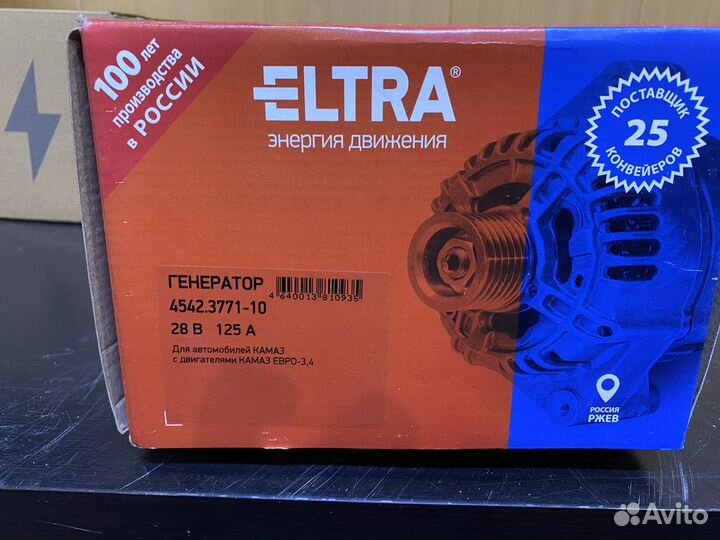 100 лет
производства
в РОССИИ
ELTRA®
энергия движения
ПОСТАВЩИК
25
КОНВЕЙЕРОВ
ГЕНЕРАТОР
4 640013 810935
4542.3771-10
28 В 125 А
Для автомобилей КАМАЗ
с двигателями КАМАЗ ЕВРО-3,4
РОССИЯ
РЖЕВ
Avito